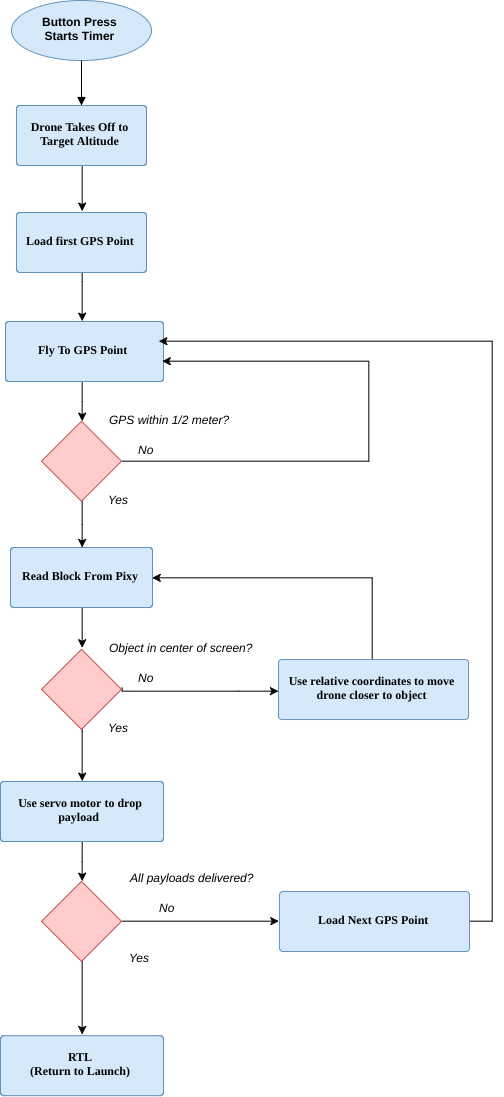 Button Press
Starts Timer
Drone Takes Off to
Target Altitude
Load first GPS Point
Fly To GPS Point
GPS within 1/2 meter?
No
Yes
Read Block From Pixy
Object in center of screen?
No
Use relative coordinates to move
drone closer to object
Yes
Use servo motor to drop
payload
All payloads delivered?
No
Load Next GPS Point
Yes
RTL
(Return to Launch)